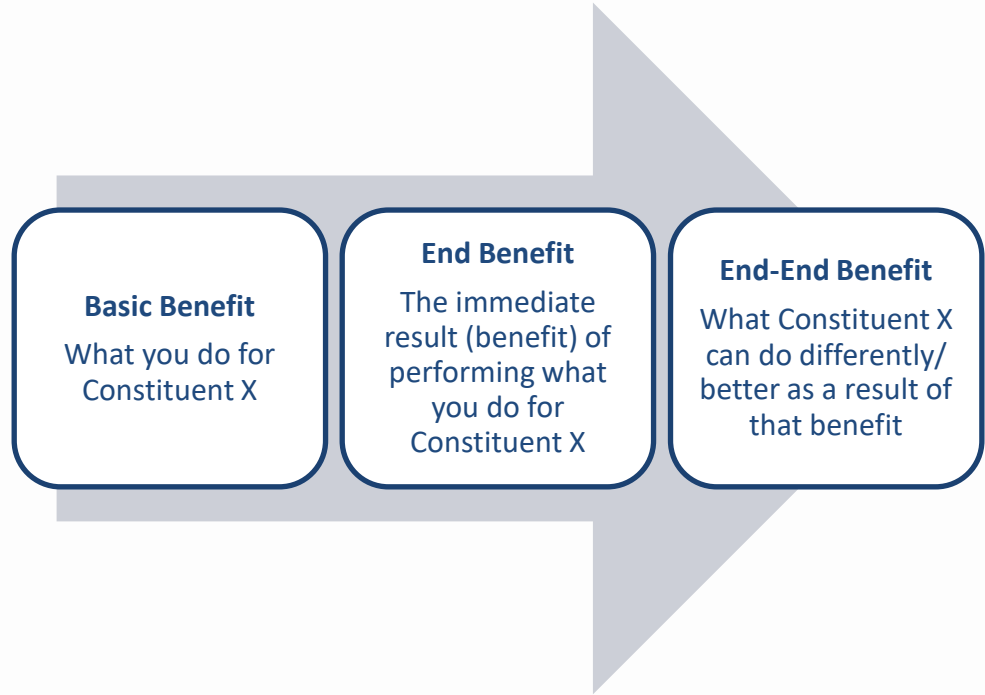 Basic Benefit
What you do for
Constituent X
End Benefit
The immediate
result (benefit) of
performing what
you do for
Constituent X
End-End Benefit
What Constituent X
can do differently/
better as a result of
that benefit